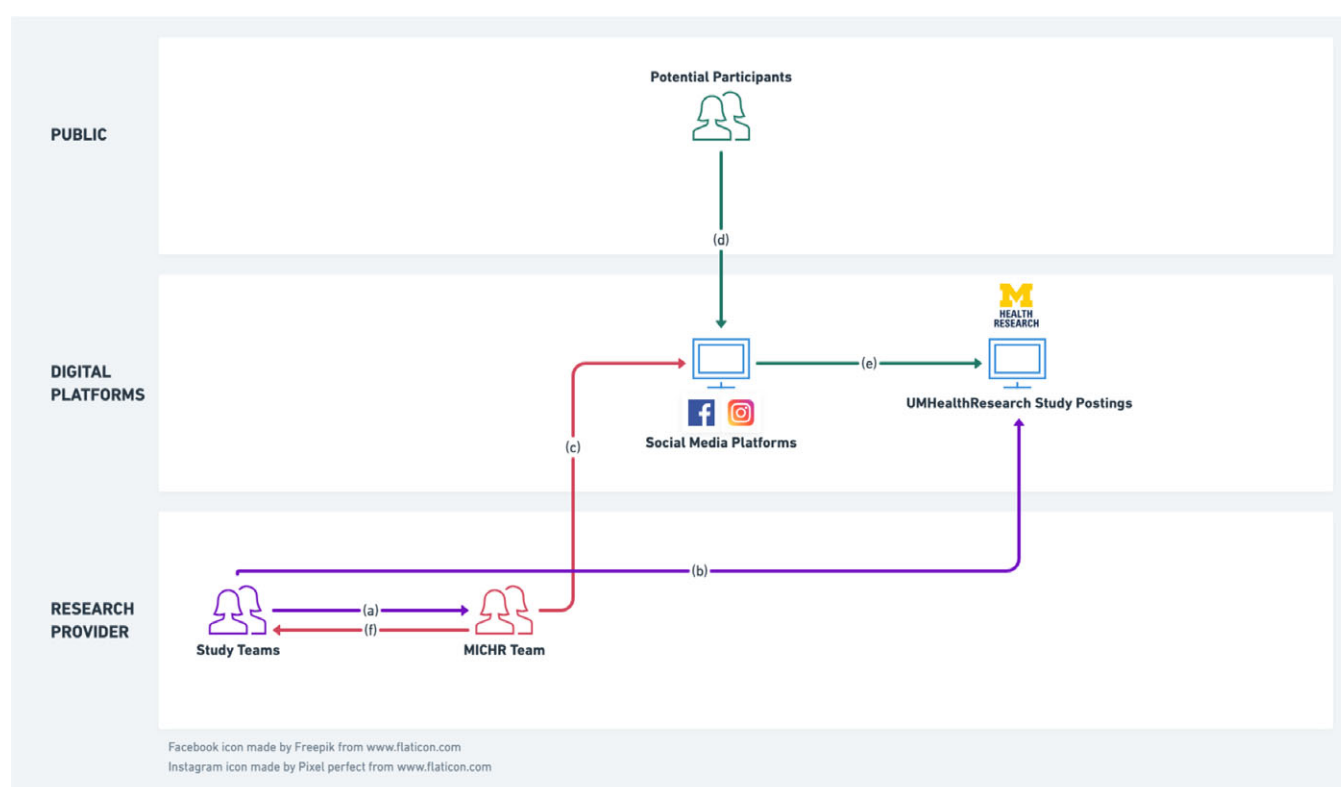 PUBLIC
Potential Participants
(d)
DIGITAL
PLATFORMS
M
HEALTH
RESEARCH
(e)
UMHealthResearch Study Postings
Social Media Platforms
(c)
RESEARCH
PROVIDER
(b)
(a)
(f)
Study Teams
MICHR Team
Facebook icon made by Freepik from www.flaticon.com
Instagram icon made by Pixel perfect from www.flaticon.com